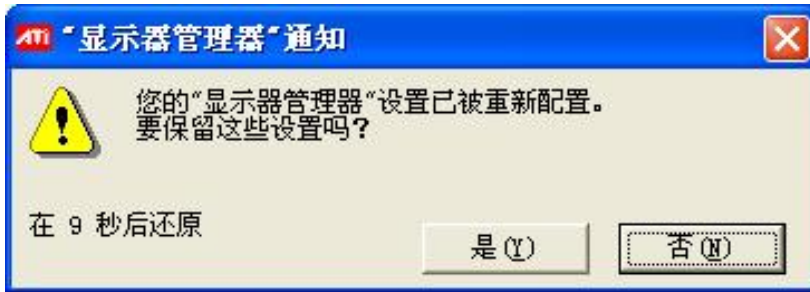 ATI "显示器管理器"通知
您的"显示器管理器"设置已被重新配置。
要保留这些设置吗?
在 9 秒后还原
是(Y)
否(N)